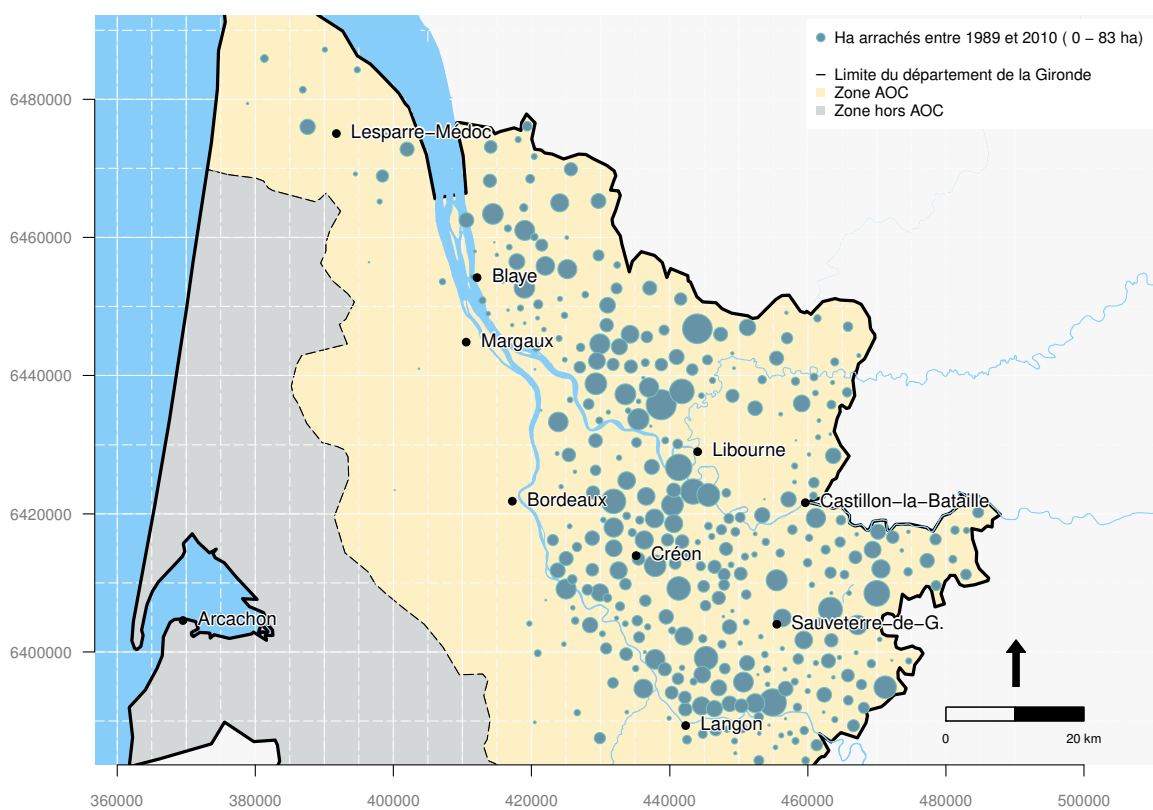 Ha arrachés entre 1989 et 2010 ( 0 − 83 ha)
Limite du département de la Gironde
Zone AOC
Zone hors AOC
6480000
6460000
6440000
6420000
6400000
Lesparre−Médoc
Blaye
Margaux
Libourne
Bordeaux
Castillon−la−Bataille
Créon
Arcachon
Sauveterre−de−G.
Langon
0
20 km
360000
380000
400000
420000
440000
460000
480000
500000